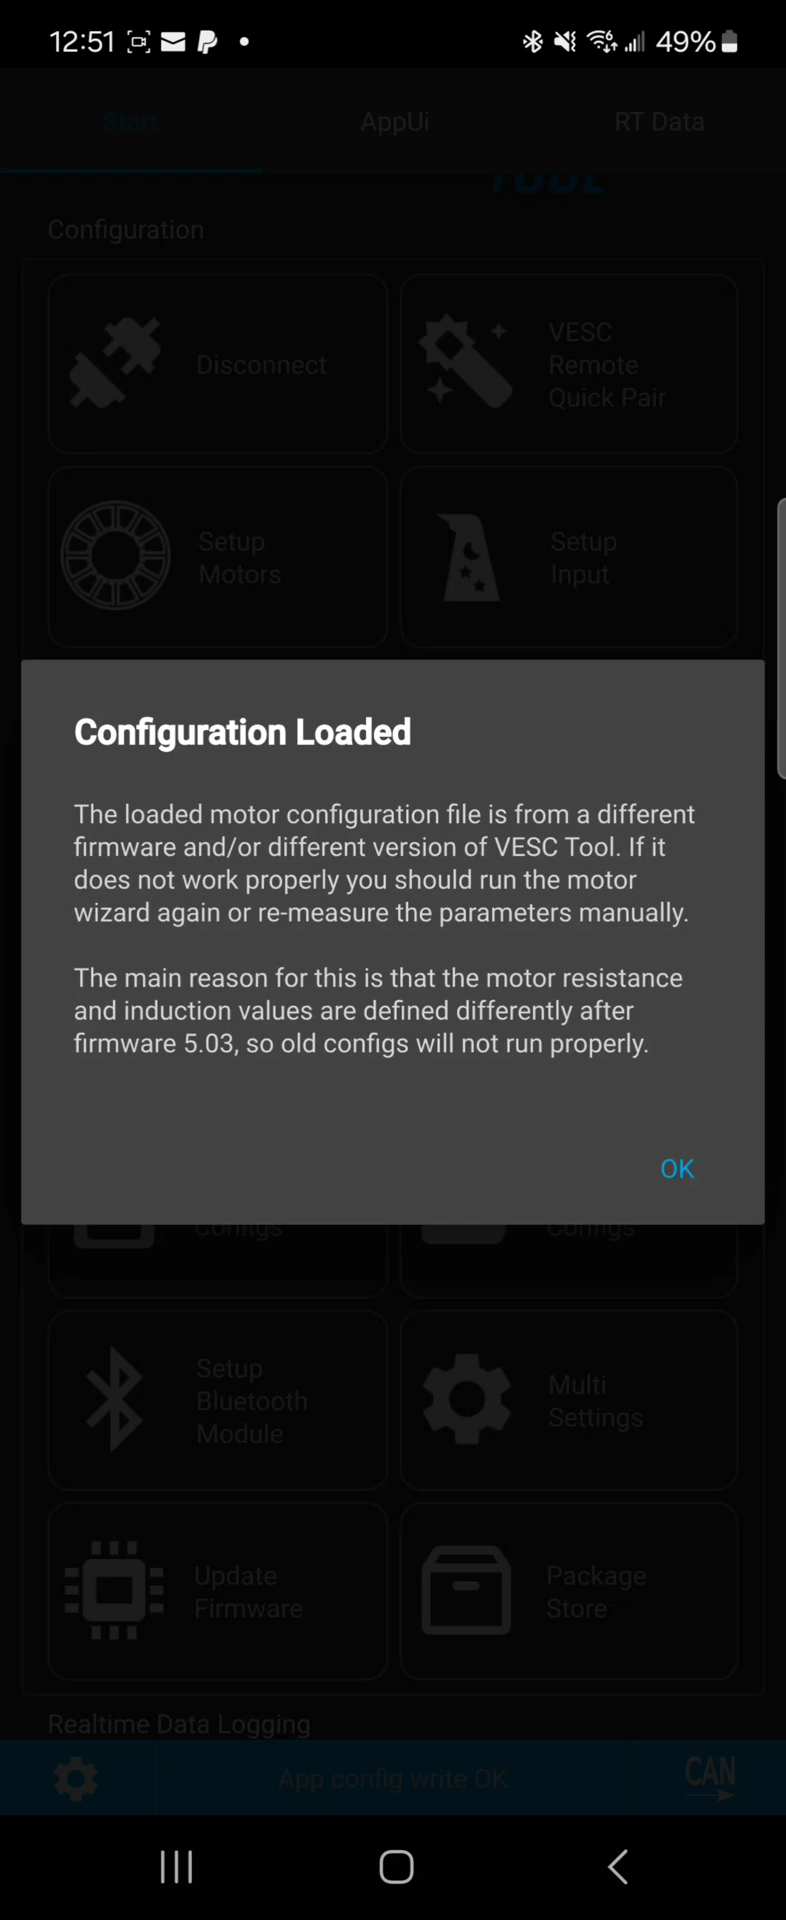 12:51
49%
Start
AppUi
RT Data
TOOL
Configuration
Disconnect
VESC
Remote
Quick Pair
Setup
Motors
Setup
Input
Configuration Loaded
The loaded motor configuration file is from a different
firmware and/or different version of VESC Tool. If it
does not work properly you should run the motor
wizard again or re-measure the parameters manually.
The main reason for this is that the motor resistance
and induction values are defined differently after
firmware 5.03, so old configs will not run properly.
OK
Configs
Configs
Setup
Bluetooth
Module
Multi
Settings
Update
Firmware
Package
Store
Realtime Data Logging
App config write OK
CAN